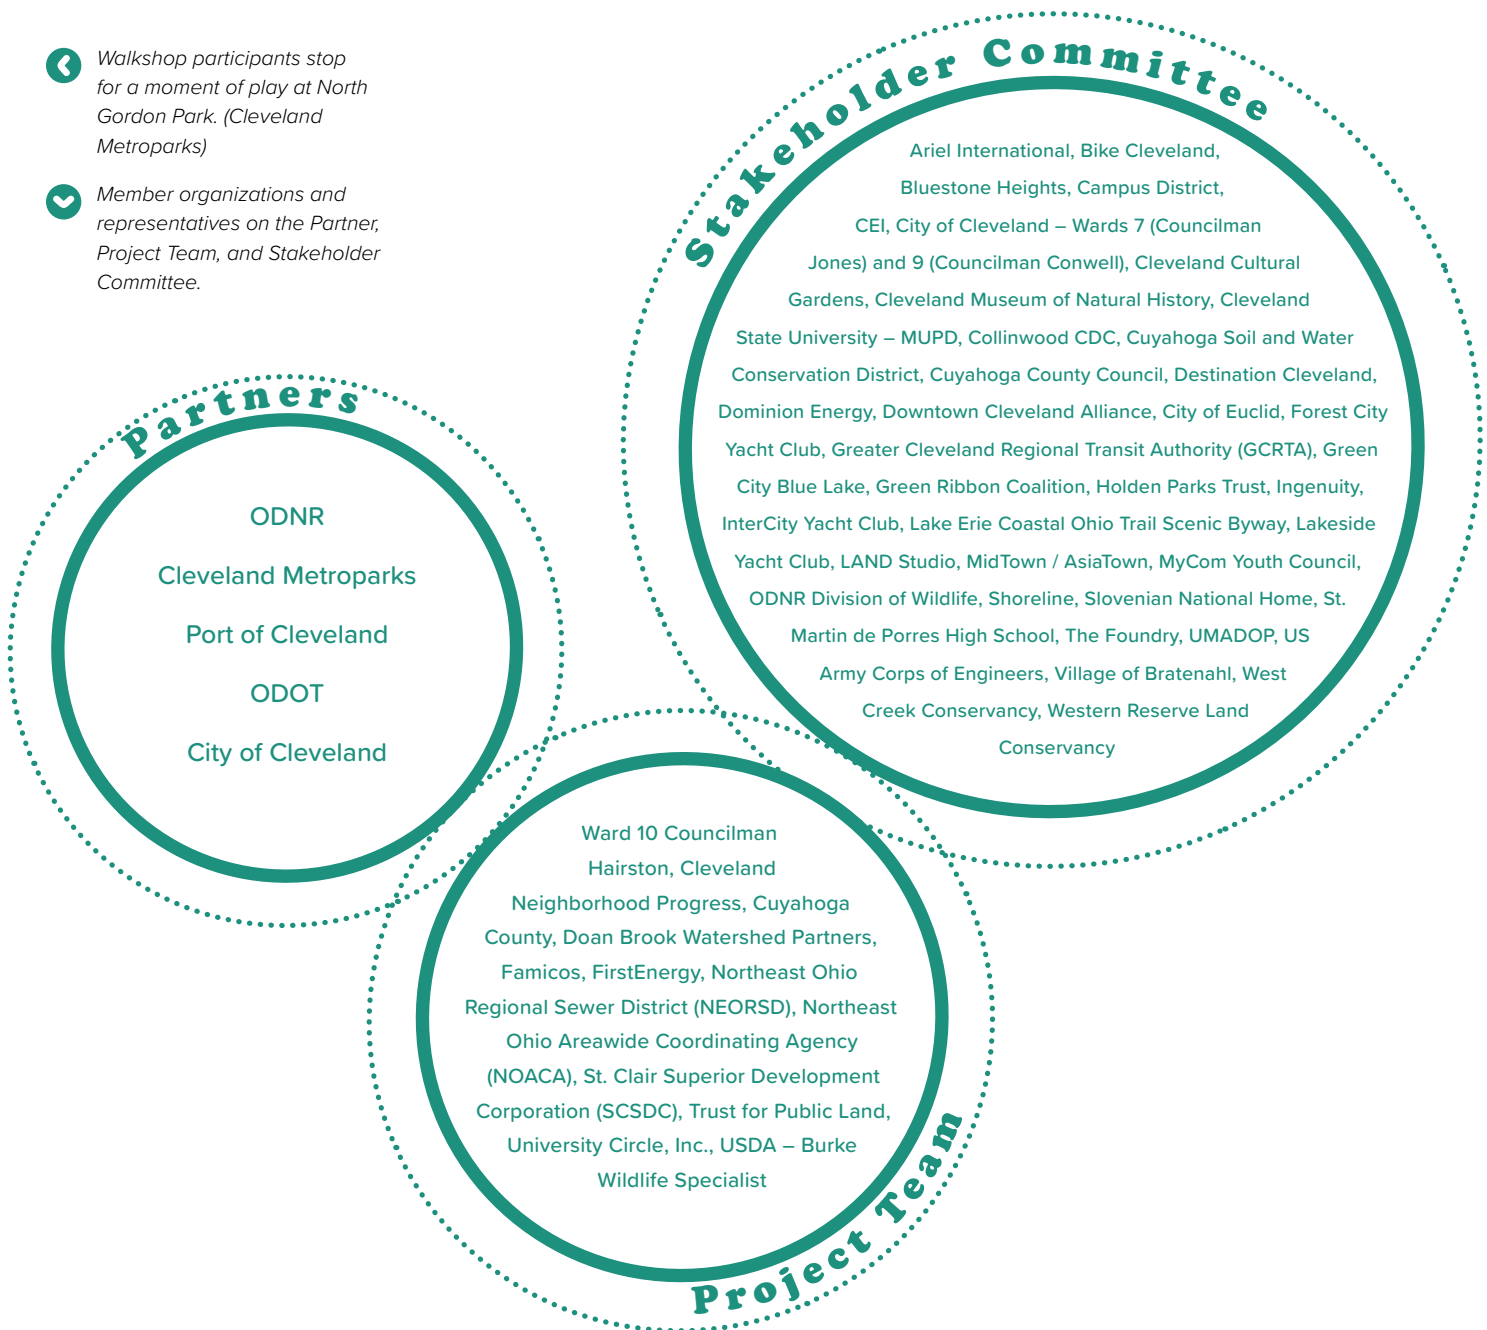 Walkshop participants stop
for a moment of play at North
Gordon Park. (Cleveland
Metroparks)
Member organizations and
representatives on the Partner,
Project Team, and Stakeholder
Committee.
Partners
ODNR
Cleveland Metroparks
Port of Cleveland
ODOT
City of Cleveland
Stakeholder Committee
Ariel International, Bike Cleveland,
Bluestone Heights, Campus District,
CEI, City of Cleveland – Wards 7 (Councilman
Jones) and 9 (Councilman Conwell), Cleveland Cultural
Gardens, Cleveland Museum of Natural History, Cleveland
State University – MUPD, Collinwood CDC, Cuyahoga Soil and Water
Conservation District, Cuyahoga County Council, Destination Cleveland,
Dominion Energy, Downtown Cleveland Alliance, City of Euclid, Forest City
Yacht Club, Greater Cleveland Regional Transit Authority (GCRTA), Green
City Blue Lake, Green Ribbon Coalition, Holden Parks Trust, Ingenuity,
InterCity Yacht Club, Lake Erie Coastal Ohio Trail Scenic Byway, Lakeside
Yacht Club, LAND Studio, MidTown / AsiaTown, MyCom Youth Council,
ODNR Division of Wildlife, Shoreline, Slovenian National Home, St.
Martin de Porres High School, The Foundry, UMADOP, US
Army Corps of Engineers, Village of Bratenahl, West
Creek Conservancy, Western Reserve Land
Conservancy
Ward 10 Councilman
Hairston, Cleveland
Neighborhood Progress, Cuyahoga
County, Doan Brook Watershed Partners,
Famicos, FirstEnergy, Northeast Ohio
Regional Sewer District (NEORSD), Northeast
Ohio Areawide Coordinating Agency
(NOACA), St. Clair Superior Development
Corporation (SCSDC), Trust for Public Land,
University Circle, Inc., USDA – Burke
Wildlife Specialist
Project Team